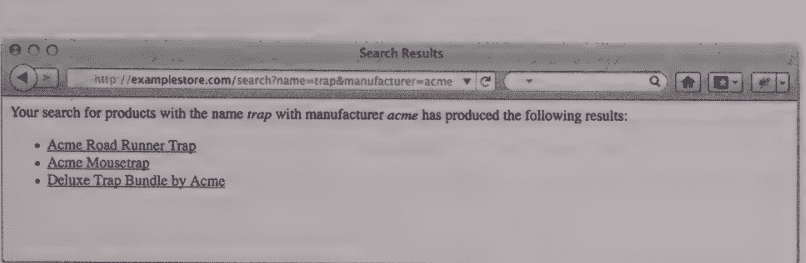 Search Results
http://examplestore.com/search?name=trap&manufacturer=acme
Your search for products with the name trap with manufacturer acme has produced the following results:
• Acme Road Runner Trap
• Acme Mousetrap
• Deluxe Trap Bundle by Acme